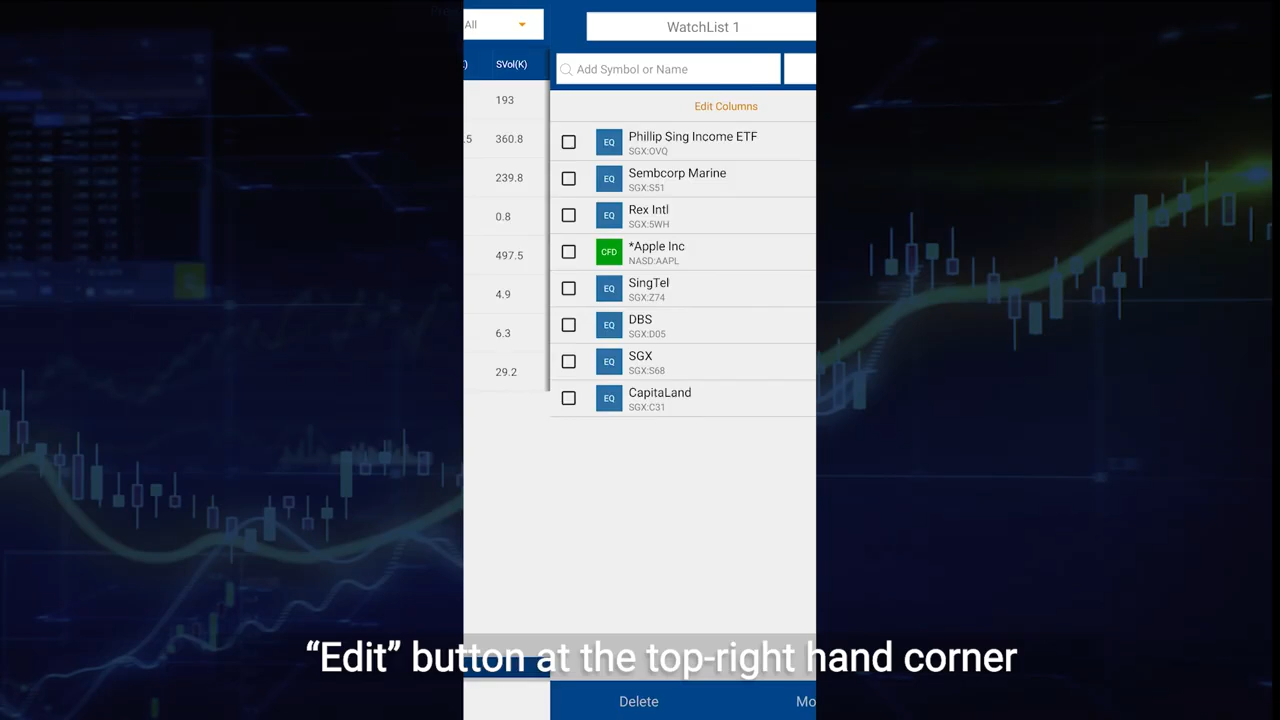 All
WatchList 1
SVol(K)
Add Symbol or Name
Edit Columns
193
360.8
239.8
0.8
497.5
4.9
6.3
29.2
EQ Phillip Sing Income ETF
SGX:OVQ
EQ Sembcorp Marine
SGX:S51
EQ Rex Intl
SGX:5WH
CFD *Apple Inc
NASD:AAPL
EQ SingTel
SGX:Z74
EQ DBS
SGX:D05
EQ SGX
SGX:S68
EQ CapitaLand
SGX:C31
“Edit” button at the top-right hand corner
Delete